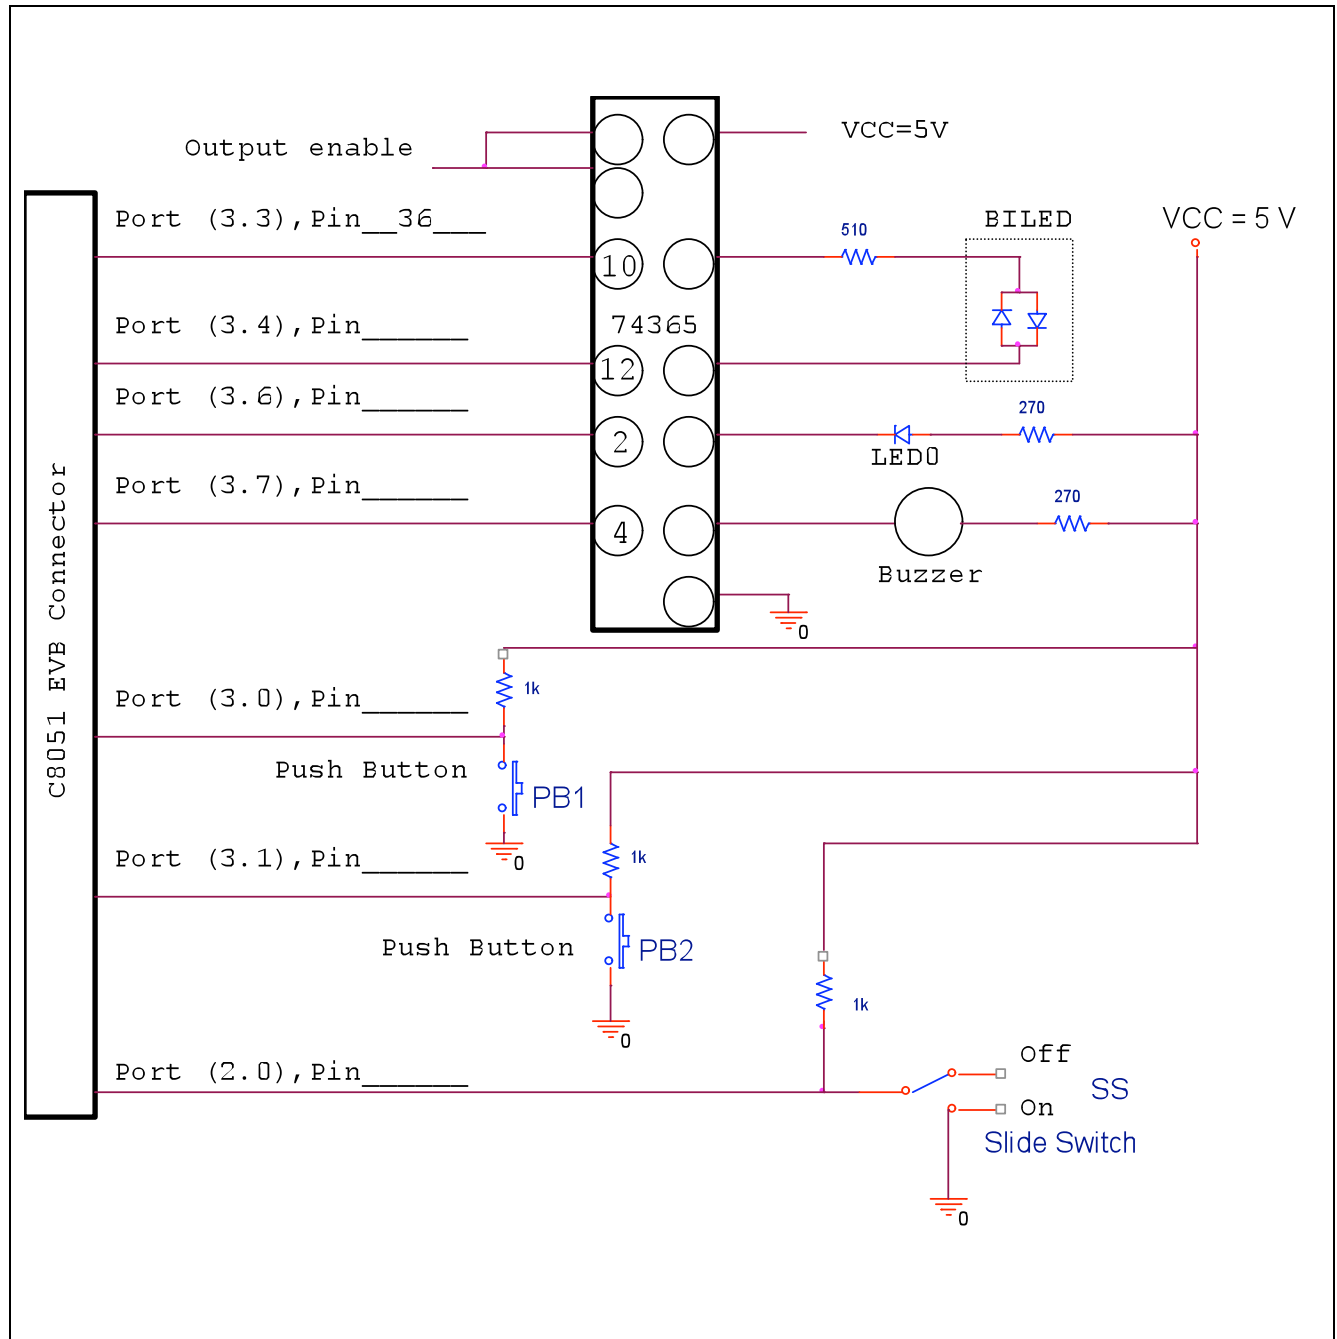 VCC=5V
Output enable
Port (3.3),Pin__36___
510
BILED
VCC = 5 V
10
Port (3.4),Pin______
74365
12
Port (3.6),Pin______
270
2
LED0
Port (3.7),Pin______
270
4
Buzzer
0
C8051 EVB Connector
1k
Port (3.0),Pin______
Push Button
PB1
0
1k
Port (3.1),Pin______
Push Button
PB2
1k
0
Off
Port (2.0),Pin______
SS
On
Slide Switch
0